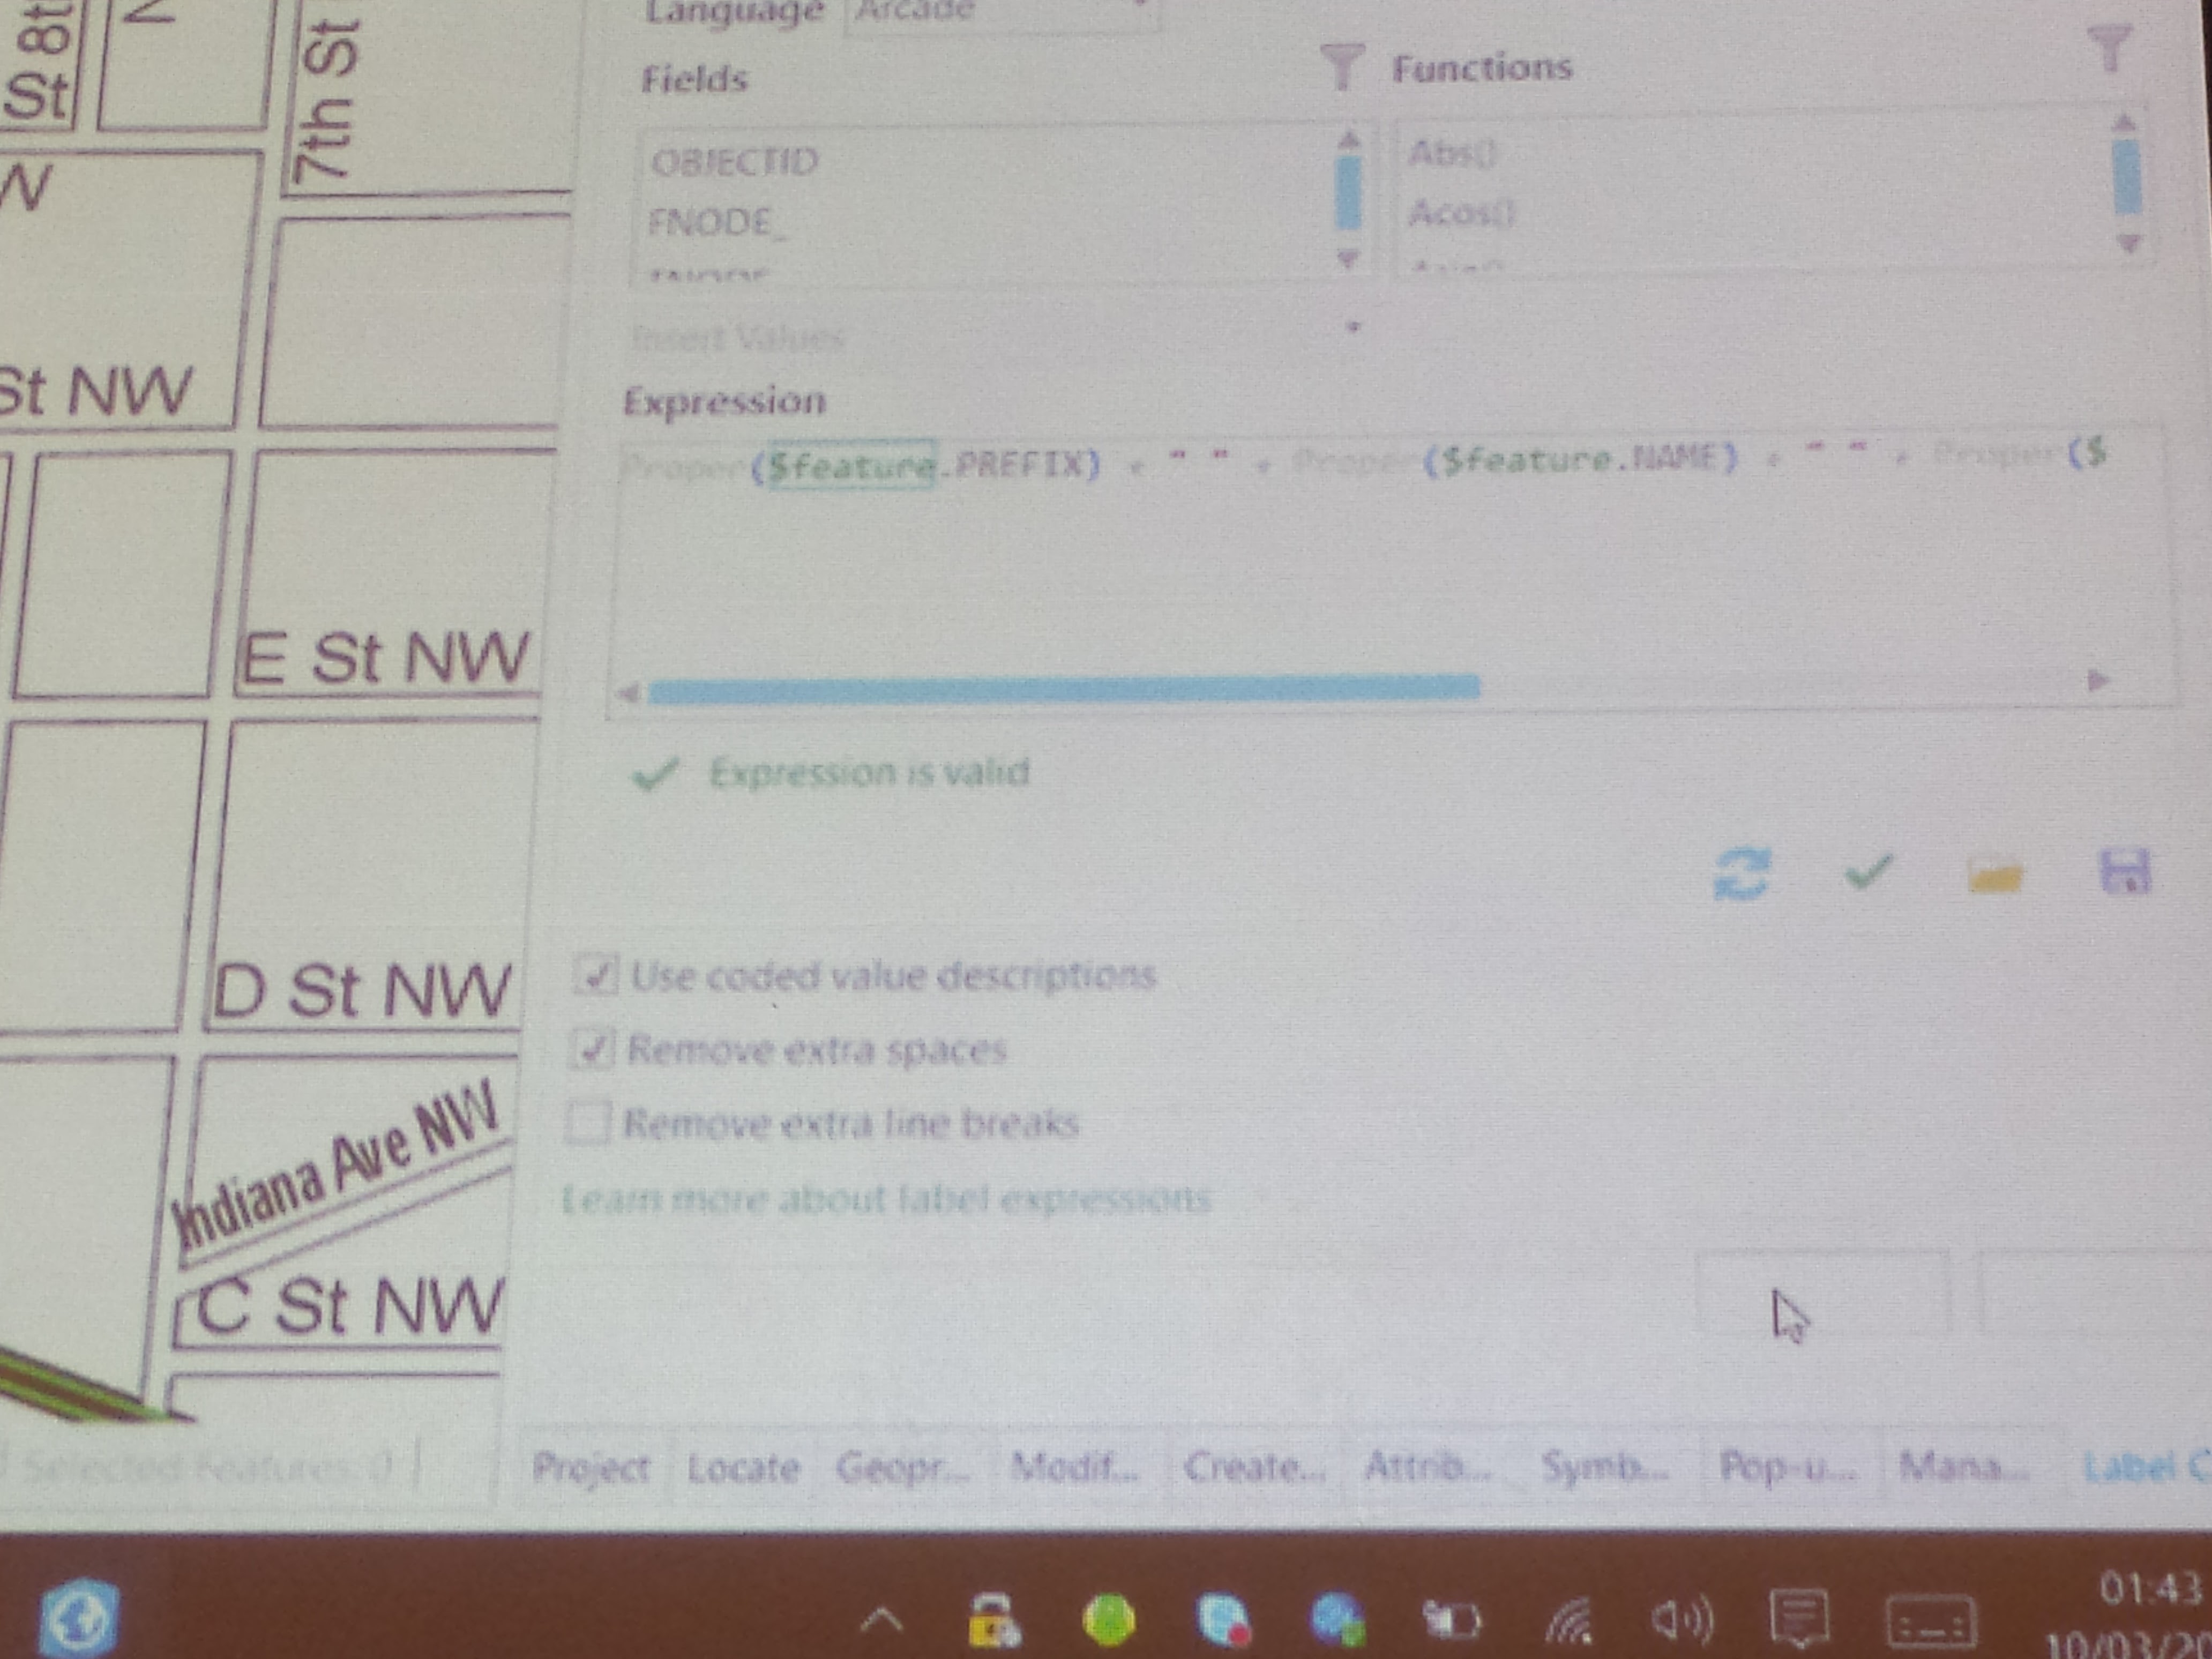 8t
St
7th St
N
St NW
E St NW
D St NW
Indiana Ave NW
C St NW
Selected Features: 0
Language Arcade
Fields
OBJECTID
FNODE_
Functions
Abs()
Acos()
Insert Values
Expression
Proper($feature.PREFIX) + " " + Proper($feature.NAME) + " " + Proper($
Expression is valid
Use coded value descriptions
Remove extra spaces
Remove extra line breaks
Learn more about label expressions
Project Locate Geopr... Modif... Create... Attrib... Symb... Pop-u... Mana... Label C
01:43
10/03/20